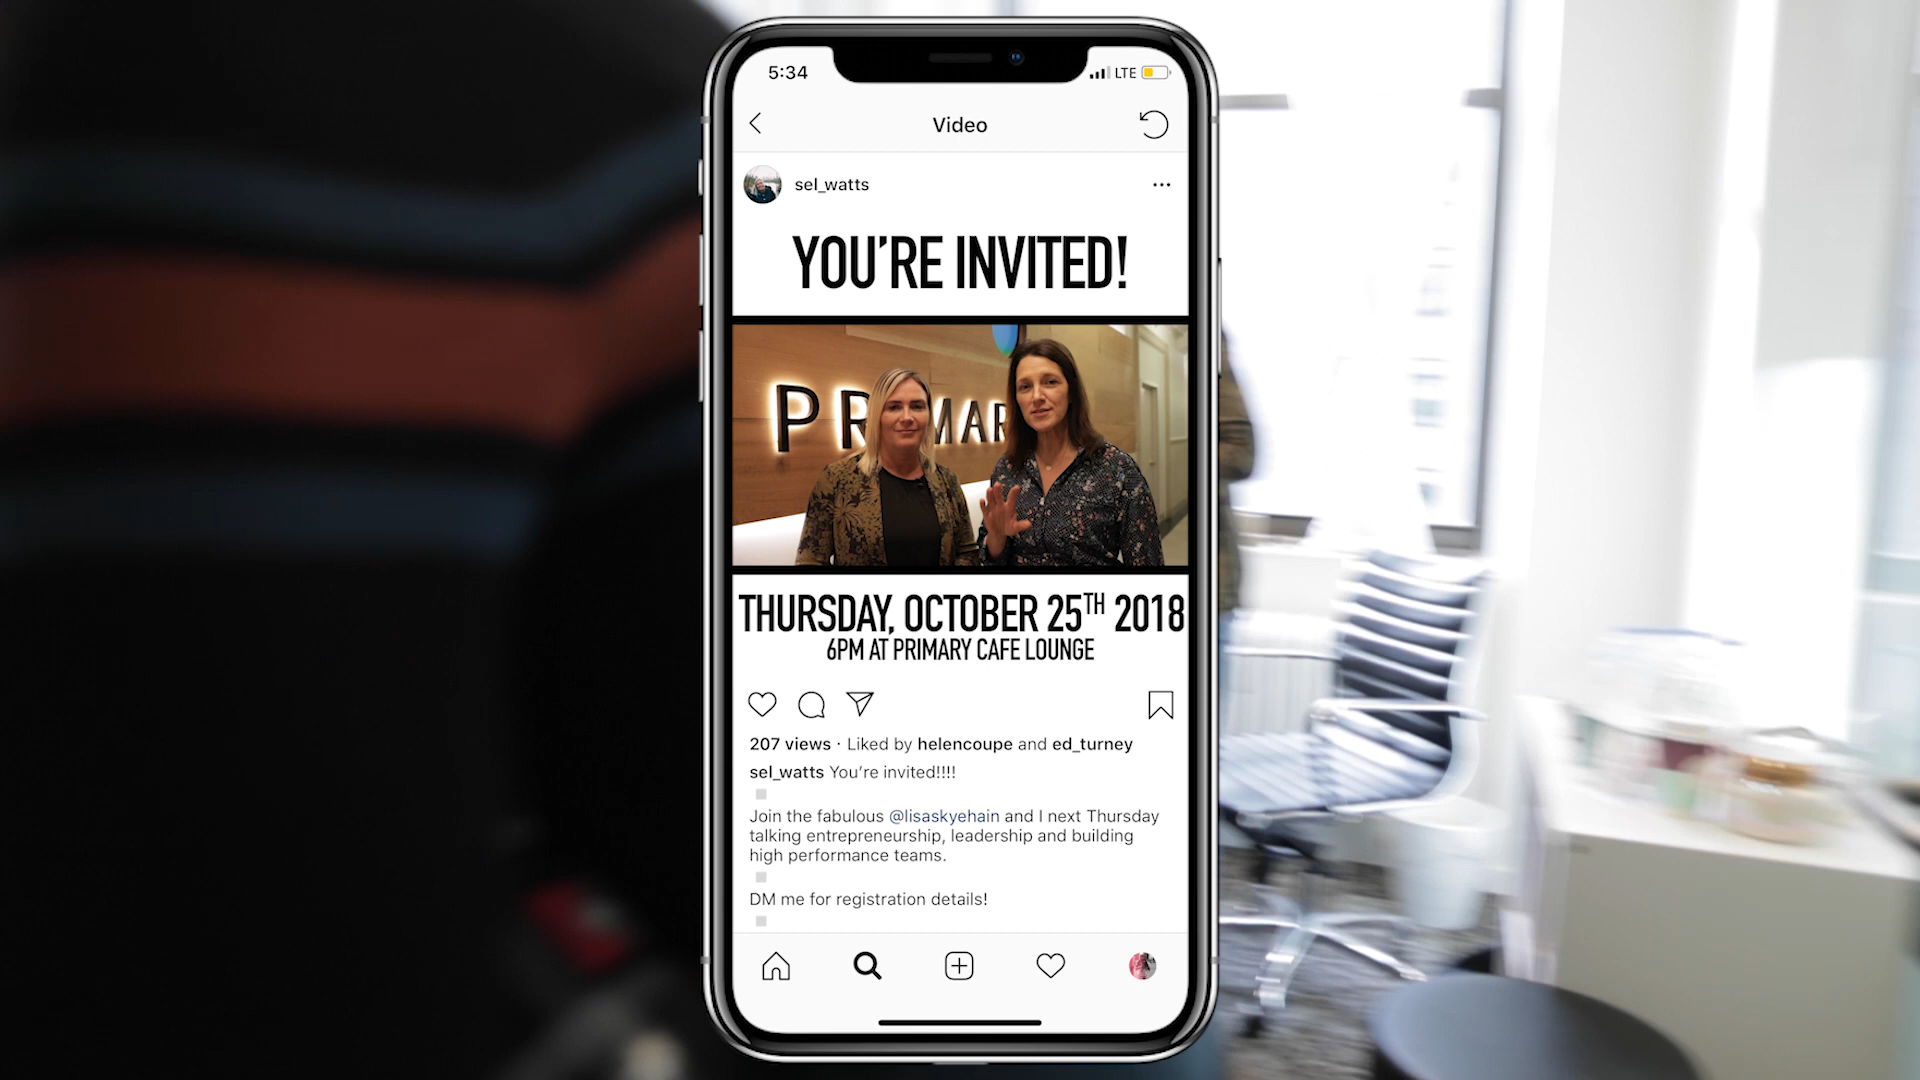 5:34
LTE
Video
sel_watts
YOU'RE INVITED!
PRIMAR
THURSDAY, OCTOBER 25TH 2018
6PM AT PRIMARY CAFE LOUNGE
207 views · Liked by helencoupe and ed_turney
sel_watts You're invited!!!!
Join the fabulous @lisaskyehain and I next Thursday
talking entrepreneurship, leadership and building
high performance teams.
DM me for registration details!